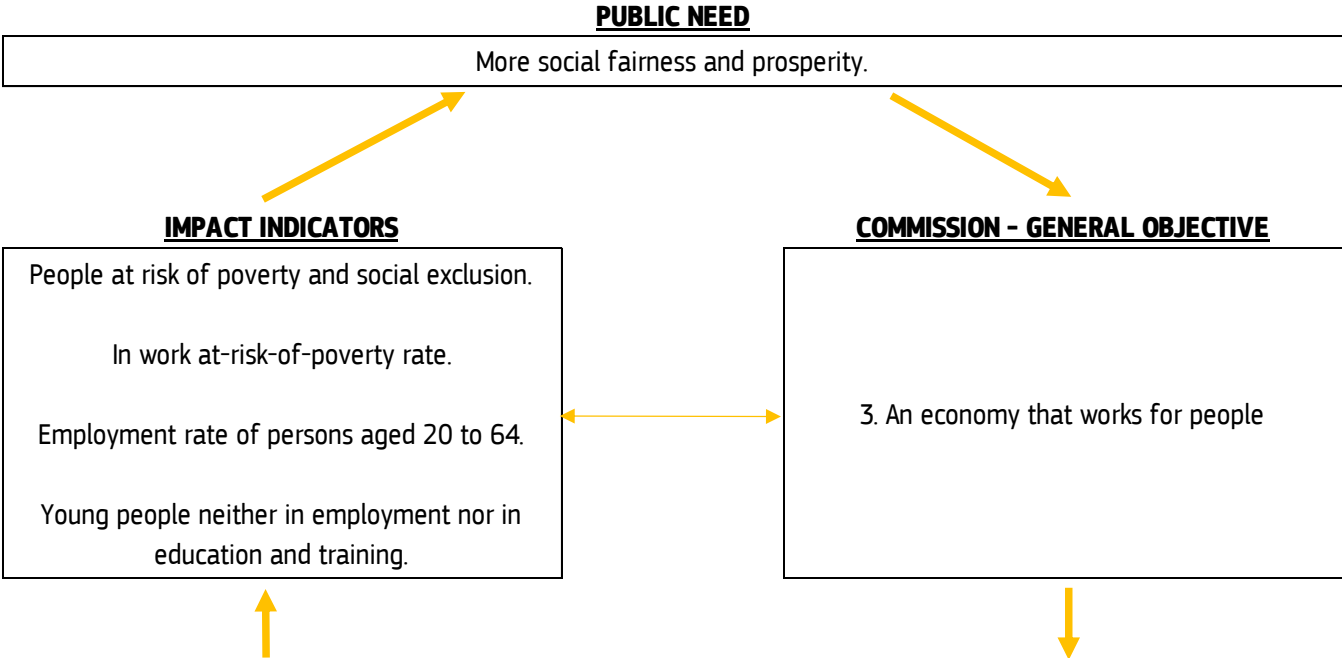 PUBLIC NEED
More social fairness and prosperity.
IMPACT INDICATORS
People at risk of poverty and social exclusion.
In work at-risk-of-poverty rate.
Employment rate of persons aged 20 to 64.
Young people neither in employment nor in
education and training.
COMMISSION - GENERAL OBJECTIVE
3. An economy that works for people